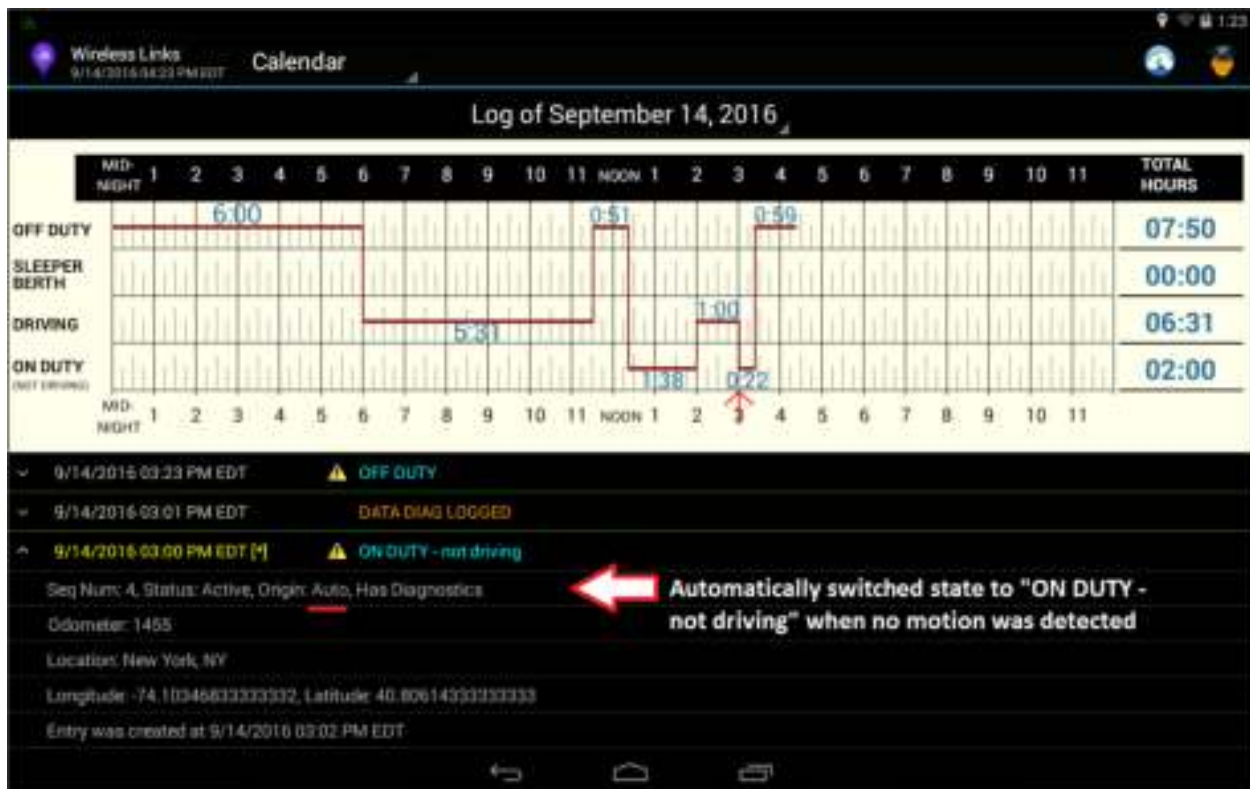 1:23
Wireless Links
9/14/2016 04:23 PM EDT
Calendar
Log of September 14, 2016
MID-NIGHT 1 2 3 4 5 6 7 8 9 10 11 NOON 1 2 3 4 5 6 7 8 9 10 11 TOTAL HOURS
OFF DUTY 6:00 0:51 0:59 07:50
SLEEPER BERTH 00:00
DRIVING 5:31 1:00 06:31
ON DUTY 1:38 0:22 02:00
(NOT DRIVING)
MID-NIGHT 1 2 3 4 5 6 7 8 9 10 11 NOON 1 2 3 4 5 6 7 8 9 10 11
9/14/2016 03:23 PM EDT OFF DUTY
9/14/2016 03:01 PM EDT DATA DIAG LOGGED
9/14/2016 03:00 PM EDT [*] ON DUTY - not driving
Seq Num: 4, Status: Active, Origin: Auto, Has Diagnostics
Automatically switched state to "ON DUTY -
not driving" when no motion was detected
Odometer: 1455
Location: New York, NY
Longitude: -74.10346833333332, Latitude: 40.80614333333333
Entry was created at 9/14/2016 03:02 PM EDT